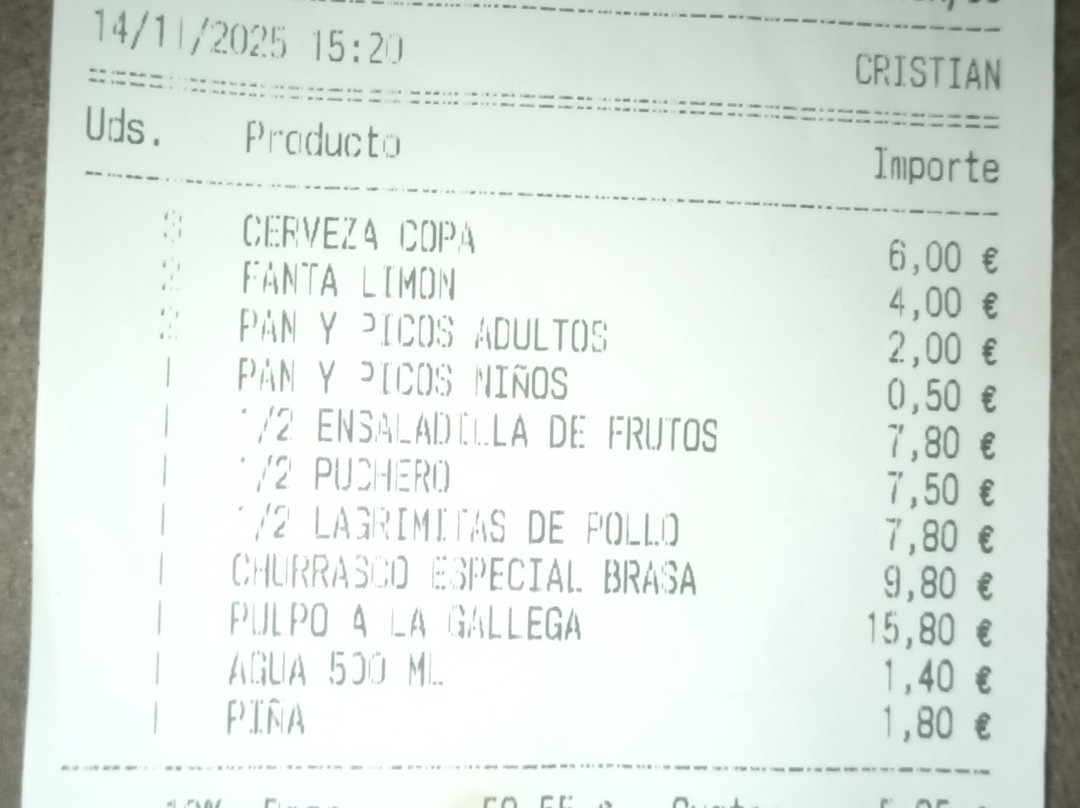 14/11/2025 15:20
CRISTIAN
Uds. Producto Importe
3 CERVEZA COPA 6,00 €
2 FANTA LIMON 4,00 €
2 PAN Y PICOS ADULTOS 2,00 €
1 PAN Y PICOS NIÑOS 0,50 €
1 1/2 ENSALADILLA DE FRUTOS 7,80 €
1 1/2 PUCHERO 7,50 €
1 1/2 LAGRIMITAS DE POLLO 7,80 €
1 CHURRASCO ESPECIAL BRASA 9,80 €
1 PULPO A LA GALLEGA 15,80 €
1 AGUA 500 ML 1,40 €
1 PIÑA 1,80 €